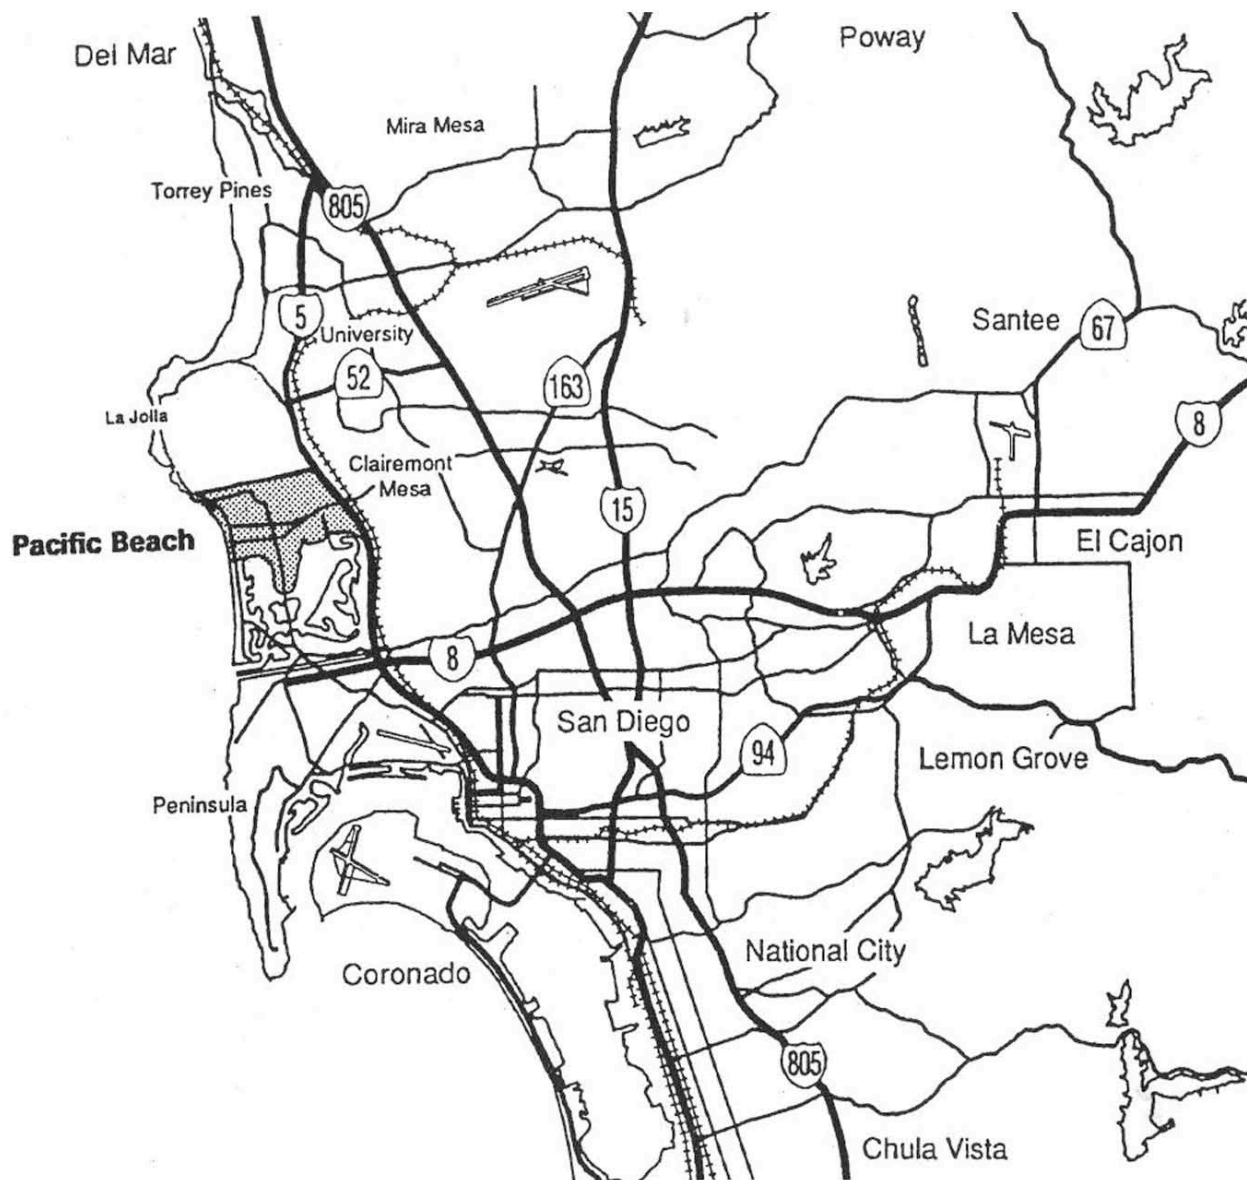 Del Mar
Poway
Mira Mesa
Torrey Pines
805
5
University
Santee
67
52
163
8
La Jolla
Clairemont
Mesa
15
Pacific Beach
El Cajon
La Mesa
8
San Diego
94
Lemon Grove
Peninsula
National City
Coronado
805
Chula Vista